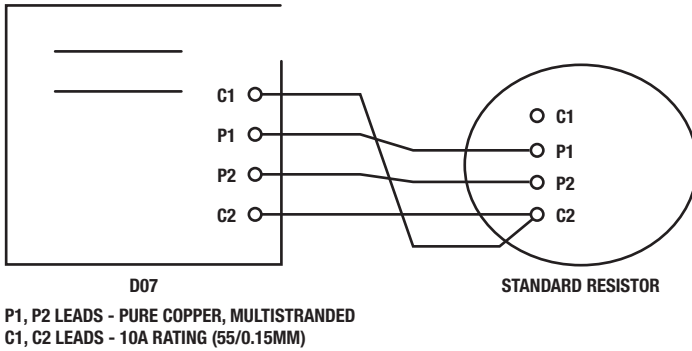 C1
P1
P2
C2
C1
P1
P2
C2
D07
STANDARD RESISTOR
P1, P2 LEADS - PURE COPPER, MULTISTRANDED
C1, C2 LEADS - 10A RATING (55/0.15MM)